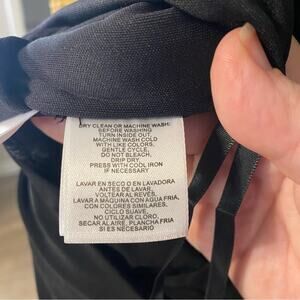 DRY CLEAN OR MACHINE WASH:
BEFORE WASHING
TURN INSIDE OUT,
MACHINE WASH COLD
WITH LIKE COLORS,
GENTLE CYCLE,
DO NOT BLEACH,
DRIP DRY
PRESS WITH COOL IRON
IF NECESSARY
LAVAR EN SECO O EN LAVADORA
ANTES DE LAVAR,
VOLTEAR AL REVES,
LAVAR A MAQUINA CON AGUA FRIA,
CON COLORES SIMILARES,
CICLO SUAVE,
NO UTILIZAR CLORO,
SECAR AL AIRE, PLANCHA FRIA
SI ES NECESARIO